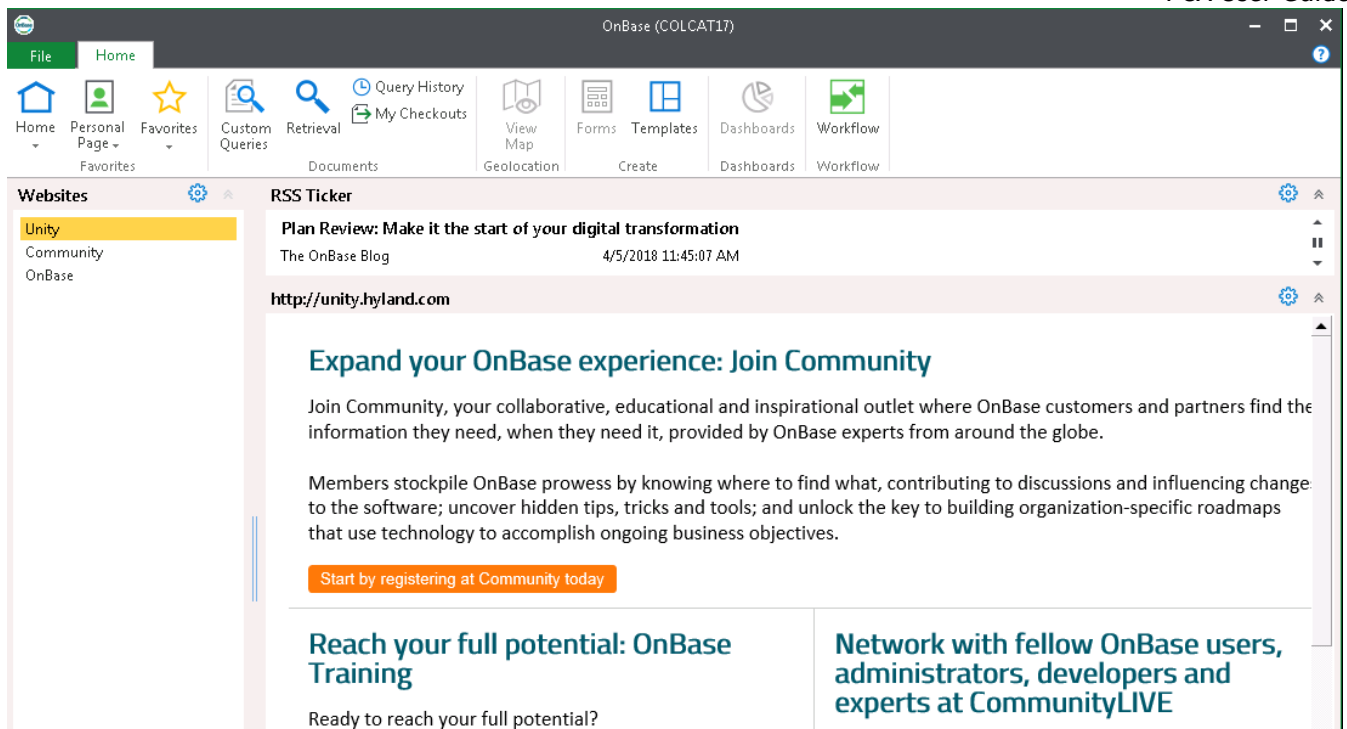 OnBase (COLCAT17)
File Home
Home Personal Page Favorites
Favorites
Custom Queries Retrieval Query History My Checkouts
Documents
View Map
Geolocation
Forms Templates
Create
Dashboards
Dashboards
Workflow
Workflow
Websites
Unity
Community
OnBase
RSS Ticker
Plan Review: Make it the start of your digital transformation
The OnBase Blog 4/5/2018 11:45:07 AM
http://unity.hyland.com
Expand your OnBase experience: Join Community
Join Community, your collaborative, educational and inspirational outlet where OnBase customers and partners find the
information they need, when they need it, provided by OnBase experts from around the globe.
Members stockpile OnBase prowess by knowing where to find what, contributing to discussions and influencing change
to the software; uncover hidden tips, tricks and tools; and unlock the key to building organization-specific roadmaps
that use technology to accomplish ongoing business objectives.
Start by registering at Community today
Reach your full potential: OnBase
Training
Ready to reach your full potential?
Network with fellow OnBase users,
administrators, developers and
experts at CommunityLIVE